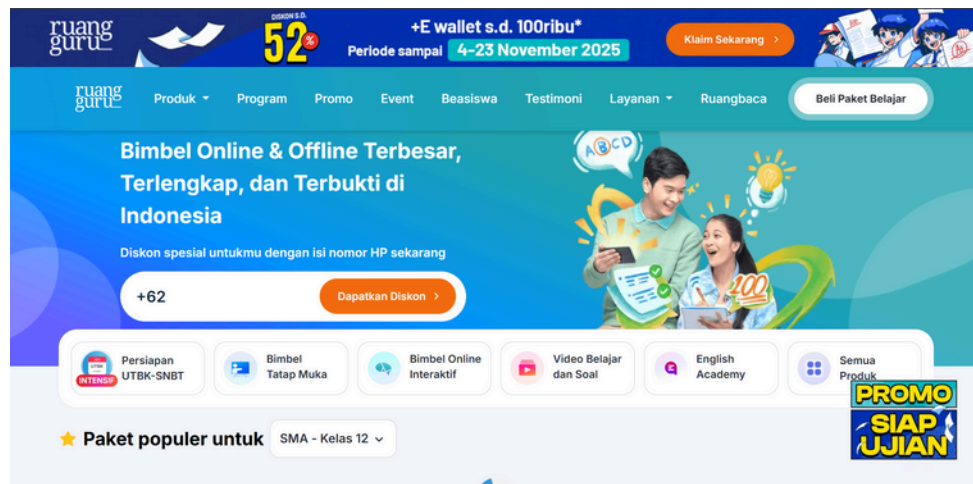 ruang
guru
DISKON S.D.
52%
+E wallet s.d. 100ribu*
Periode sampai 4-23 November 2025
Klaim Sekarang >
ruang
guru
Produk
Program
Promo
Event
Beasiswa
Testimoni
Layanan
Ruangbaca
Beli Paket Belajar
Bimbel Online & Offline Terbesar,
Terlengkap, dan Terbukti di
Indonesia
Diskon spesial untukmu dengan isi nomor HP sekarang
+62
Dapatkan Diskon >
ABCD
100
UTBK
INTENSIF
Persiapan
UTBK-SNBT
Bimbel
Tatap Muka
Bimbel Online
Interaktif
Video Belajar
dan Soal
English
Academy
Semua
Produk
PROMO
SIAP
UJIAN
Paket populer untuk
SMA - Kelas 12